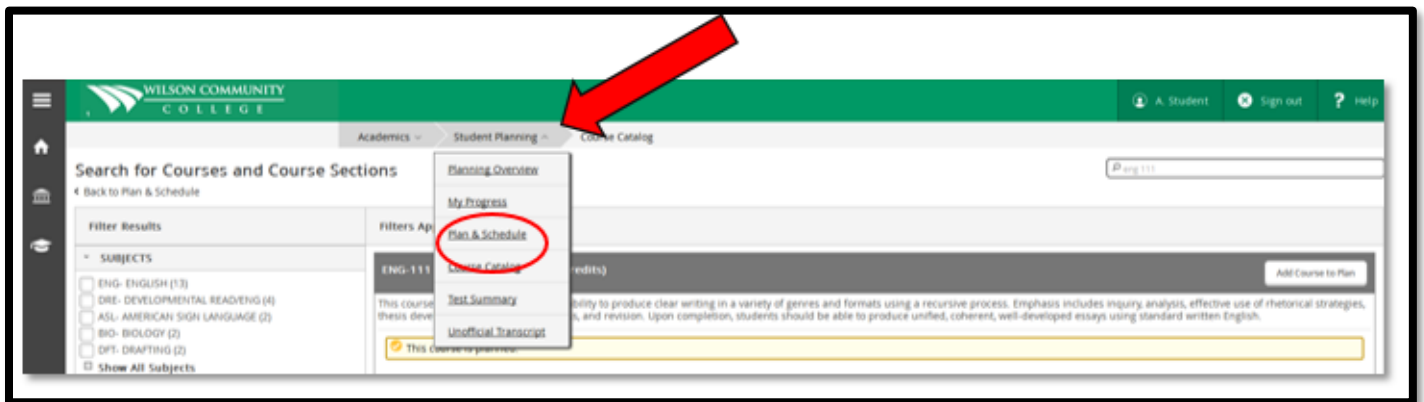 WILSON COMMUNITY
COLLEGE
A. Student
Sign out
? Help
Academics
Student Planning
Course Catalog
Search for Courses and Course Sections
eng 111
Back to Plan & Schedule
Planning Overview
My Progress
Plan & Schedule
Course Catalog
Test Summary
Unofficial Transcript
Filter Results
Filters Ap
SUBJECTS
ENG- ENGLISH (13)
DRE- DEVELOPMENTAL READ/ENG (4)
ASL- AMERICAN SIGN LANGUAGE (2)
BIO- BIOLOGY (2)
DFT- DRAFTING (2)
Show All Subjects
ENG-111 redits)
Add Course to Plan
This course bility to produce clear writing in a variety of genres and formats using a recursive process. Emphasis includes inquiry, analysis, effective use of rhetorical strategies,
thesis deve s, and revision. Upon completion, students should be able to produce unified, coherent, well-developed essays using standard written English.
This course is planned.